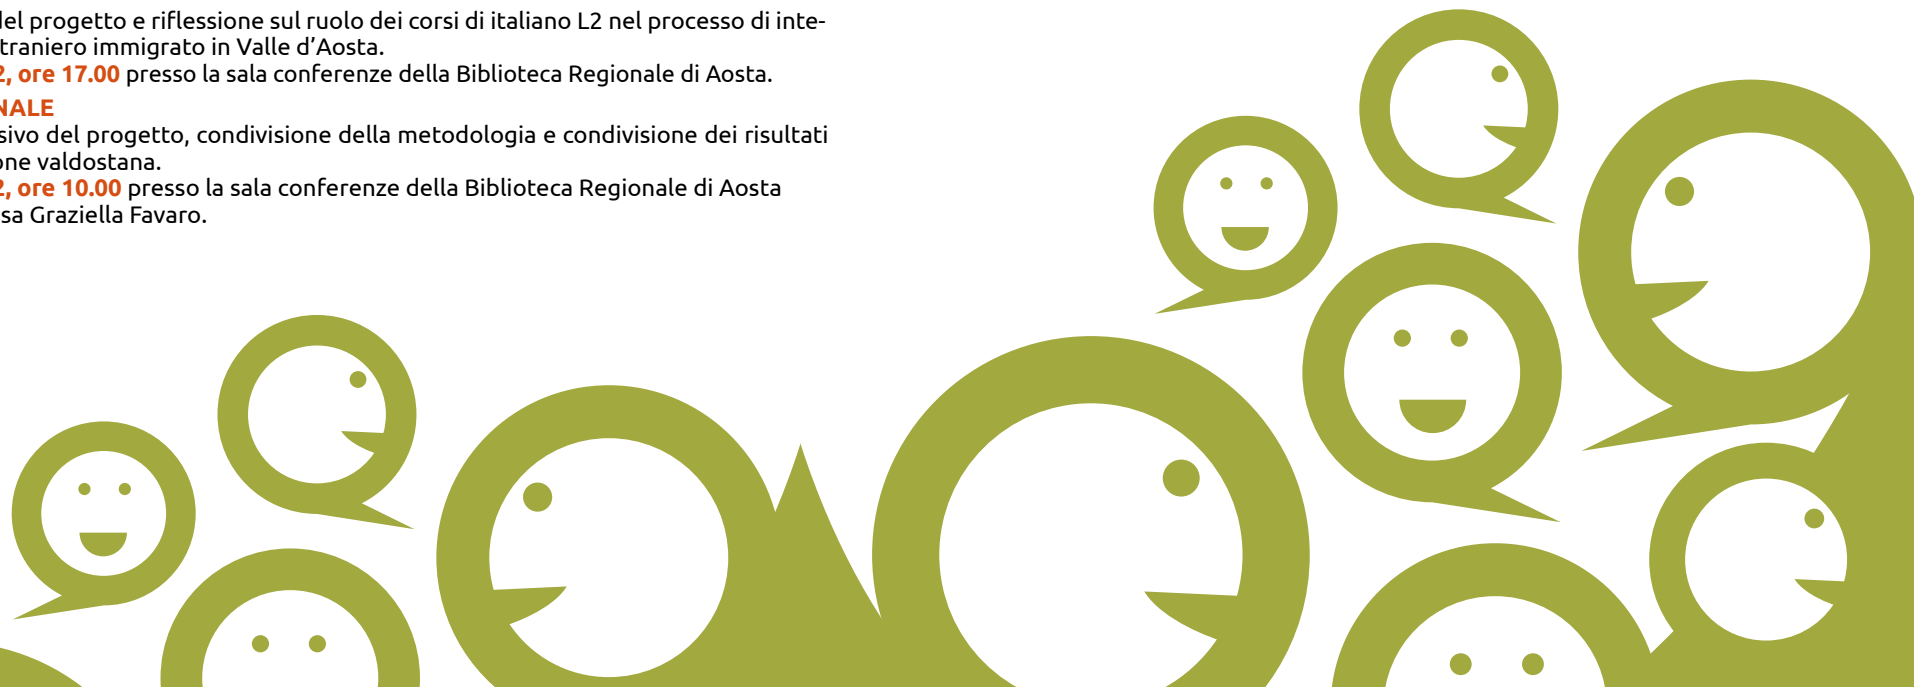 del progetto e riflessione sul ruolo dei corsi di italiano L2 nel processo di inte-
traniero immigrato in Valle d’Aosta.
2, ore 17.00 presso la sala conferenze della Biblioteca Regionale di Aosta.
NALE
sivo del progetto, condivisione della metodologia e condivisione dei risultati
one valdostana.
2, ore 10.00 presso la sala conferenze della Biblioteca Regionale di Aosta
sa Graziella Favaro.